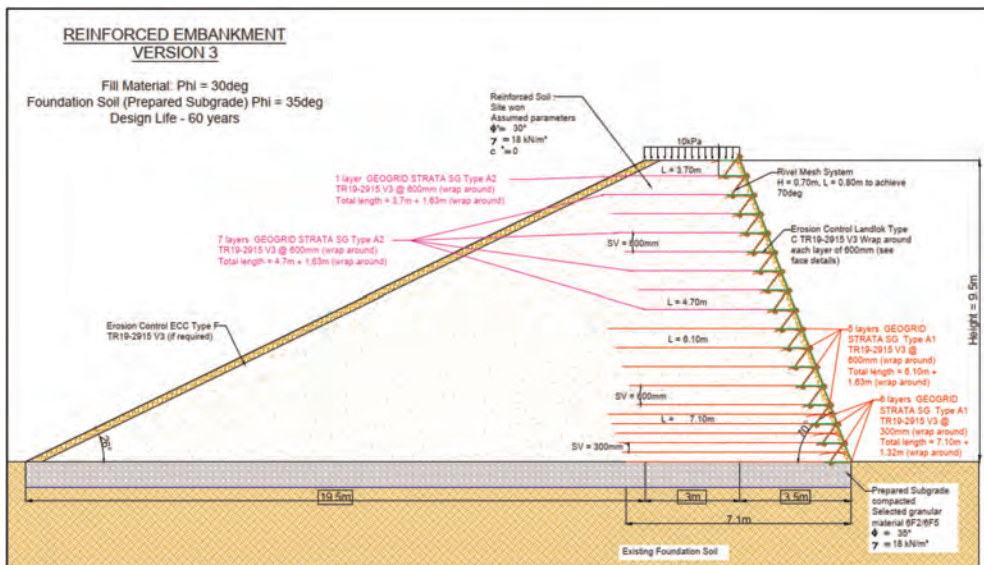 REINFORCED EMBANKMENT
VERSION 3
Fill Material: Phi = 30deg
Foundation Soil (Prepared Subgrade) Phi = 35deg
Design Life - 60 years
Reinforced Soil
Site won
Assumed parameters
ϕ'= 30°
γ = 18 kN/m³
c '= 0
10kPa
L = 3.70m
Rivel Mesh System
H = 0,70m, L = 0.80m to achieve
70deg
1 layer GEOGRID STRATA SG Type A2
TR19-2915 V3 @ 600mm (wrap around)
Total length = 3.7m + 1.63m (wrap around)
7 layers GEOGRID STRATA SG Type A2
TR19-2915 V3 @ 600mm (wrap around)
Total length = 4.7m + 1,63m (wrap around)
SV = 600mm
Erosion Control Landlok Type
C TR19-2915 V3 Wrap around
each layer of 600mm (see
face details)
Height = 9.5m
L = 4.70m
Erosion Control ECC Type F
TR19-2915 V3 (if required)
L = 6.10m
layers GEOGRID
STRATA SG Type A1
TR19-2915 V3 @
600mm (wrap around)
Total length = 6.10m +
1.63m (wrap around)
SV = 600mm
L = 7.10m
layers GEOGRID
STRATA SG Type A1
TR19-2915 V3 @
300mm (wrap around)
Total length = 7.10m +
1.32m (wrap around)
SV = 300mm
26°
70°
19.5m
3m
3.5m
7.1m
Prepared Subgrade
compacted
Selected granular
material 6F2/6F5
ϕ = 35°
γ = 18 kN/m³
Existing Foundation Soil